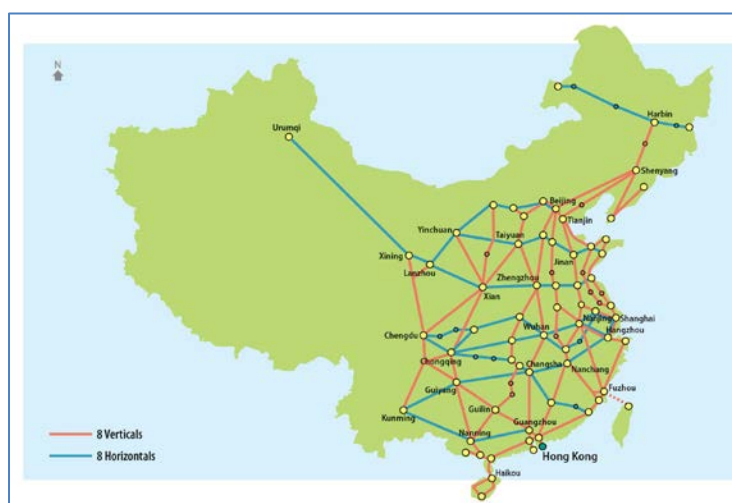 N
Harbin
Urumqi
Shenyang
Beijing
Tianjin
Yinchuan
Taiyuan
Xining
Lanzhou
Jinan
Zhengzhou
Xian
Nanjing
Shanghai
Hangzhou
Wuhan
Chengdu
Chongqing
Changsha
Nanchang
Guiyang
Fuzhou
Kunming
Guilin
Guangzhou
Nanning
Hong Kong
Haikou
8 Verticals
8 Horizontals